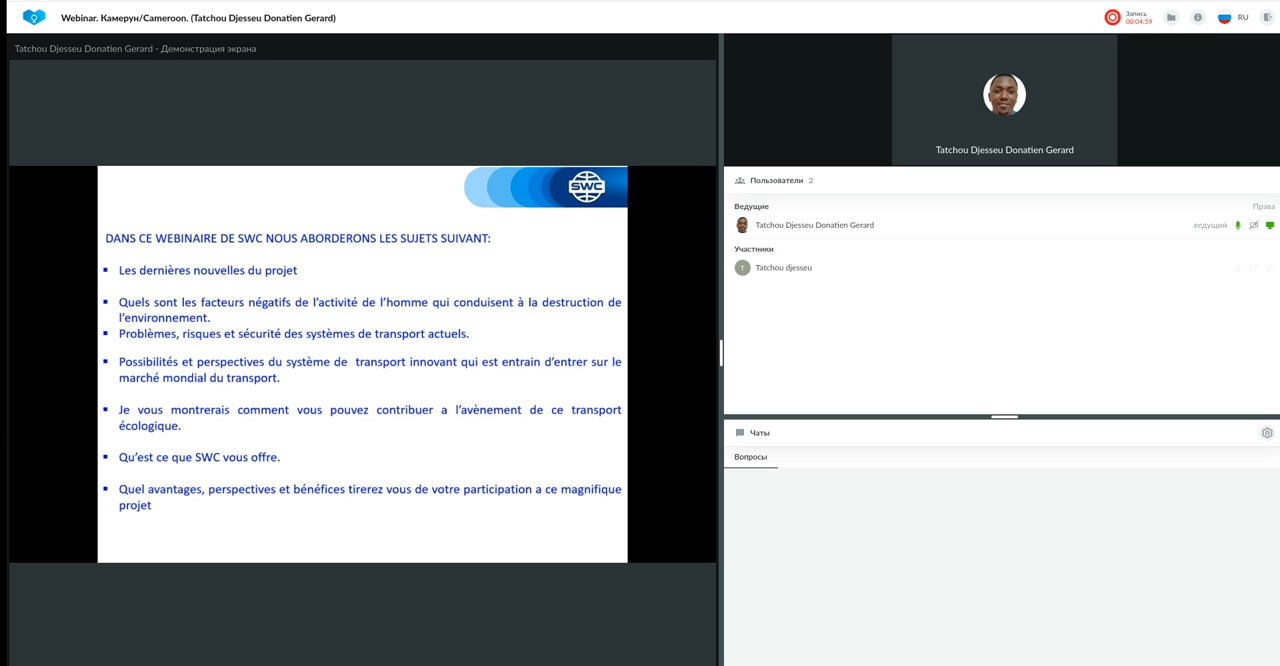 Webinar. Камерун/Cameroon. (Tatchou Djesseu Donatien Gerard)
Запись
00:04:59
RU
Tatchou Djesseu Donatien Gerard - Демонстрация экрана
SWC
DANS CE WEBINAIRE DE SWC NOUS ABORDERONS LES SUJETS SUIVANT:
▪ Les dernières nouvelles du projet
▪ Quels sont les facteurs négatifs de l'activité de l'homme qui conduisent à la destruction de
l'environnement.
▪ Problèmes, risques et sécurité des systèmes de transport actuels.
▪ Possibilités et perspectives du système de transport innovant qui est entrain d'entrer sur le
marché mondial du transport.
▪ Je vous montrerais comment vous pouvez contribuer a l'avènement de ce transport
écologique.
▪ Qu'est ce que SWC vous offre.
▪ Quel avantages, perspectives et bénéfices tirerez vous de votre participation a ce magnifique
projet
Tatchou Djesseu Donatien Gerard
Пользователи 2
Ведущие Права
Tatchou Djesseu Donatien Gerard ведущий
Участники
T Tatchou djesseu
Чаты
Вопросы